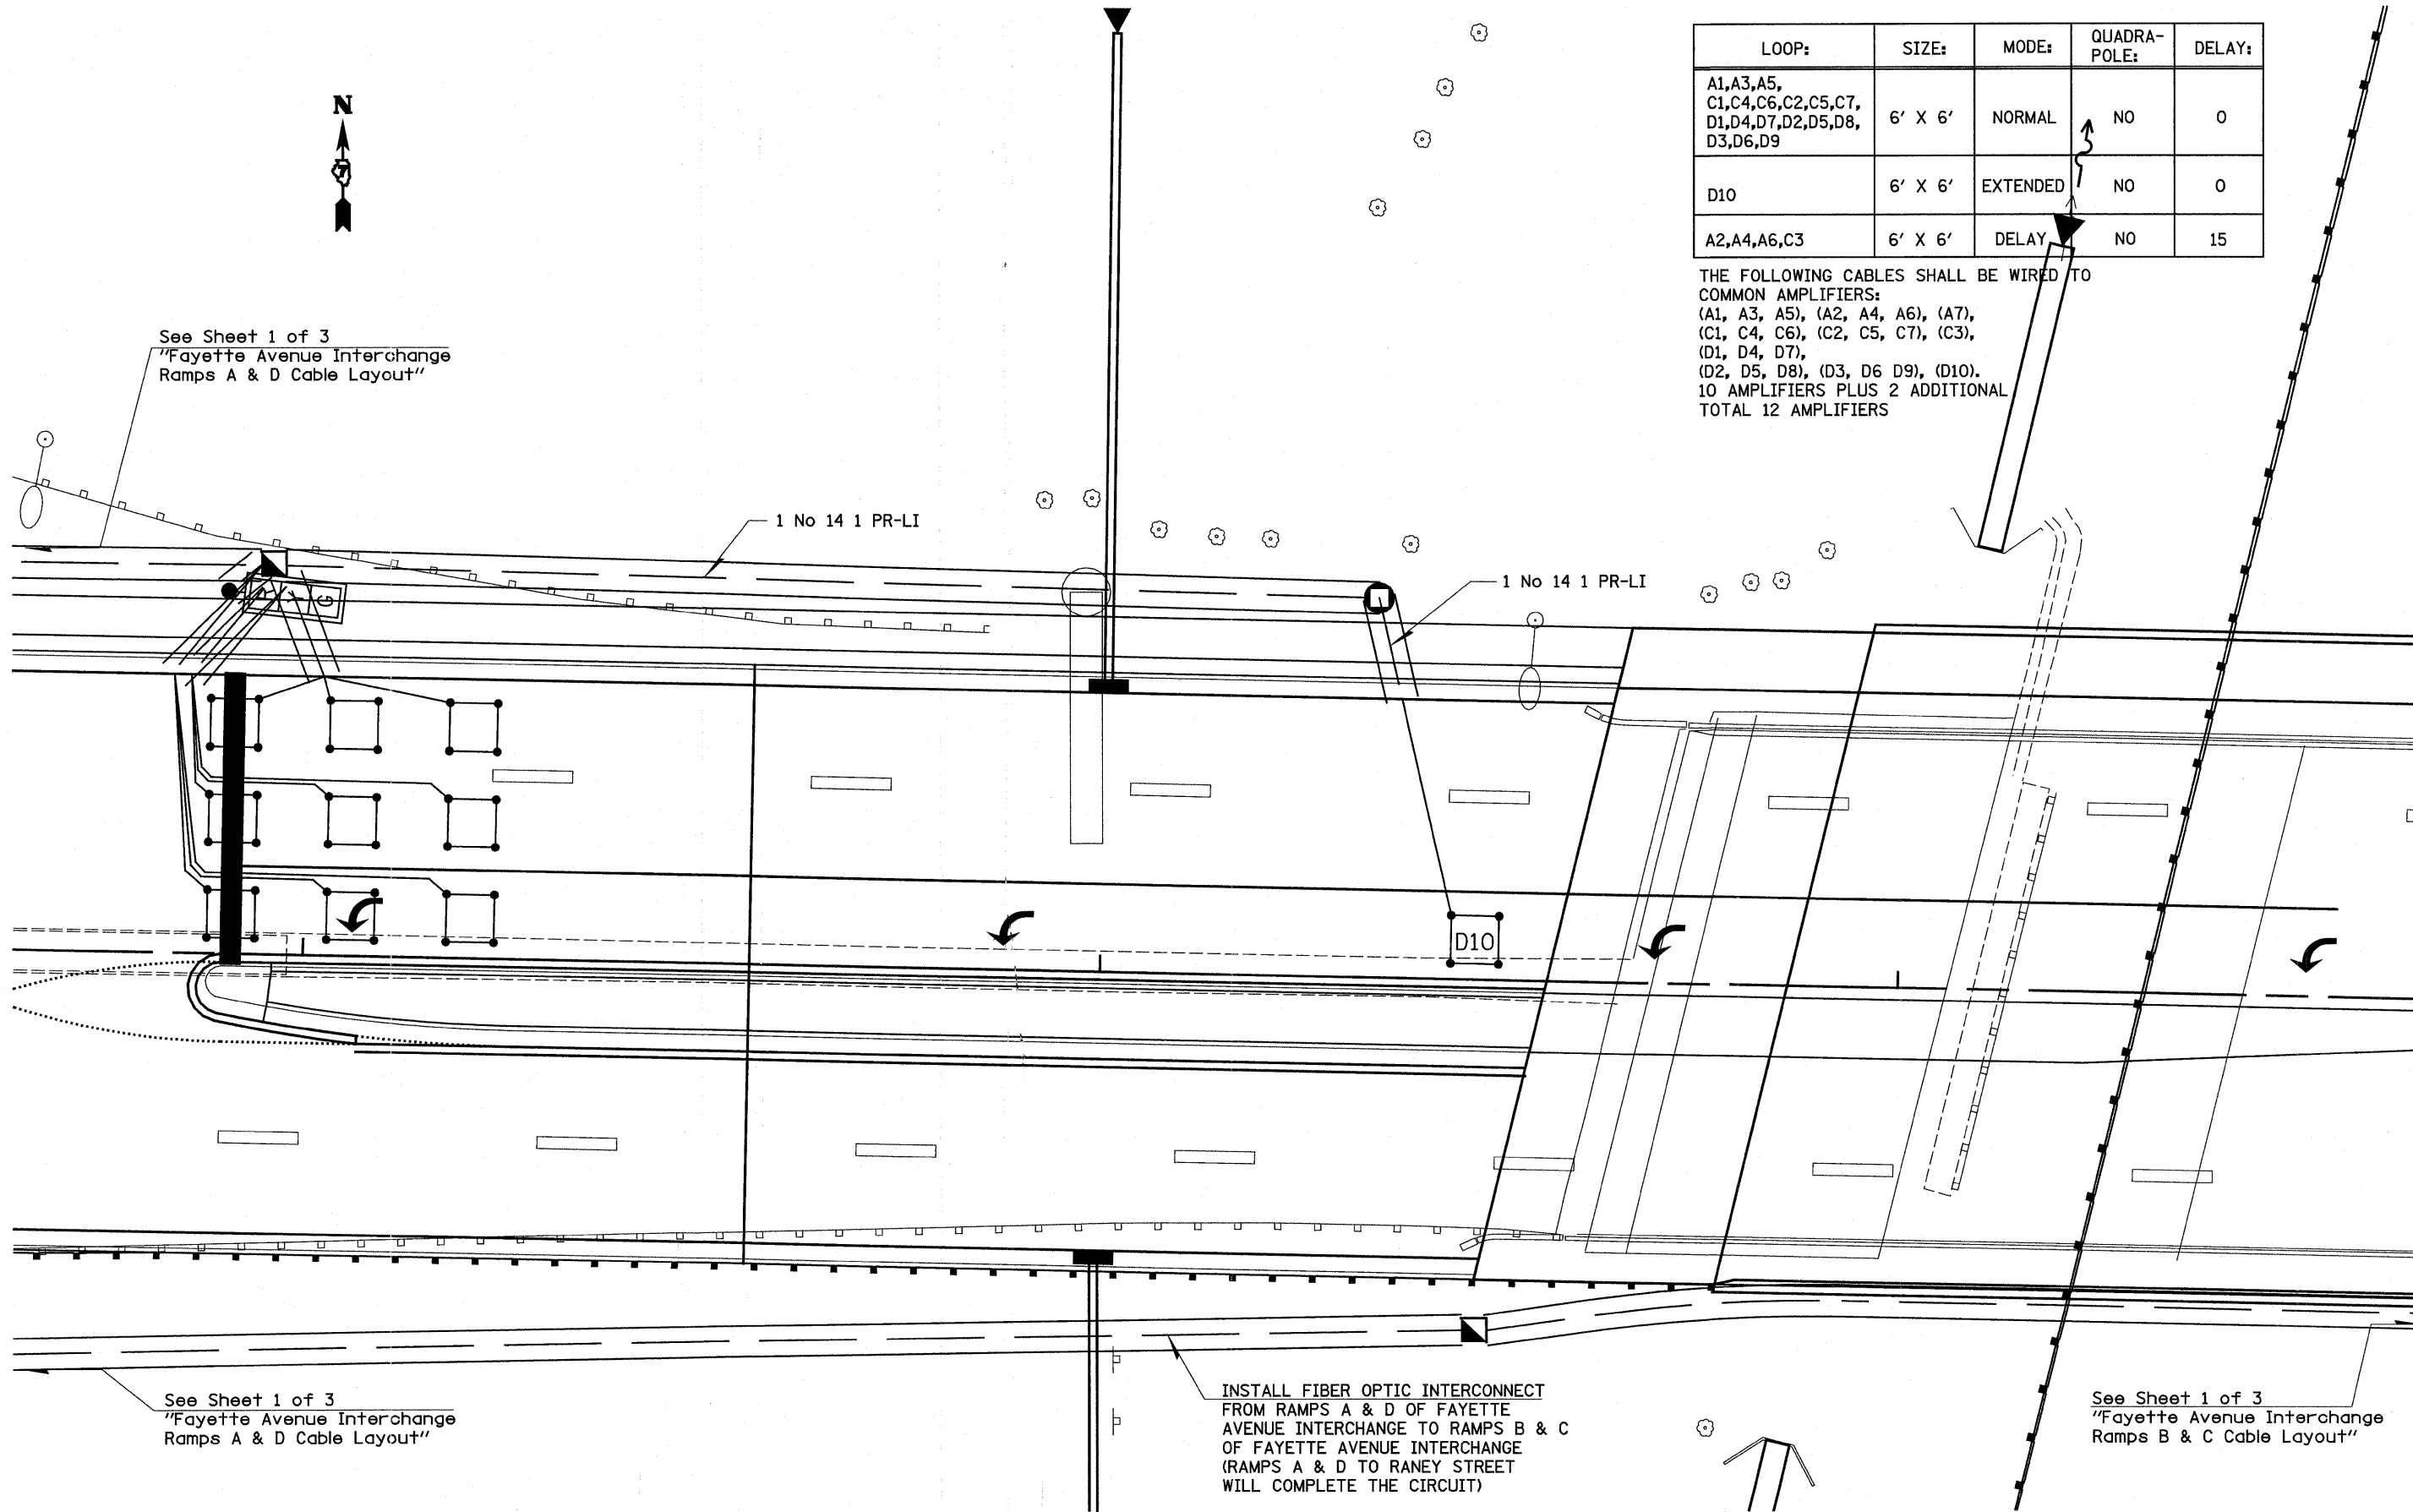 LOOP: SIZE: MODE: QUADRA-POLE: DELAY:
A1,A3,A5,
C1,C4,C6,C2,C5,C7,
D1,D4,D7,D2,D5,D8,
D3,D6,D9
6' X 6' NORMAL NO 0
D10 6' X 6' EXTENDED NO 0
A2,A4,A6,C3 6' X 6' DELAY NO 15
THE FOLLOWING CABLES SHALL BE WIRED TO
COMMON AMPLIFIERS:
(A1, A3, A5), (A2, A4, A6), (A7),
(C1, C4, C6), (C2, C5, C7), (C3),
(D1, D4, D7),
(D2, D5, D8), (D3, D6 D9), (D10).
10 AMPLIFIERS PLUS 2 ADDITIONAL
TOTAL 12 AMPLIFIERS
N
See Sheet 1 of 3
"Fayette Avenue Interchange
Ramps A & D Cable Layout"
1 No 14 1 PR-LI
1 No 14 1 PR-LI
R Y G
D10
See Sheet 1 of 3
"Fayette Avenue Interchange
Ramps A & D Cable Layout"
INSTALL FIBER OPTIC INTERCONNECT
FROM RAMPS A & D OF FAYETTE
AVENUE INTERCHANGE TO RAMPS B & C
OF FAYETTE AVENUE INTERCHANGE
(RAMPS A & D TO RANEY STREET
WILL COMPLETE THE CIRCUIT)
See Sheet 1 of 3
"Fayette Avenue Interchange
Ramps B & C Cable Layout"